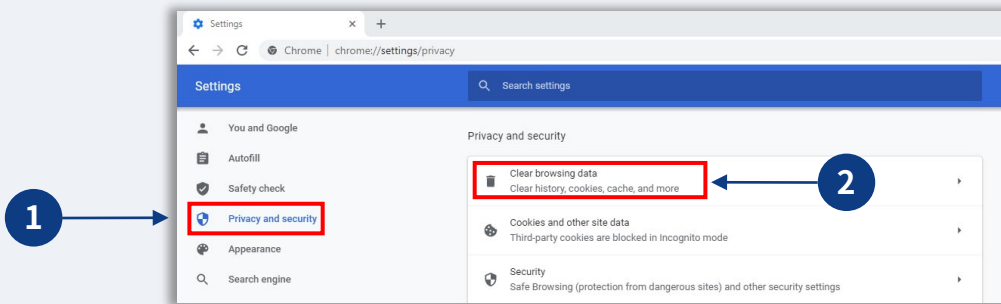 Settings
Chrome | chrome://settings/privacy
Settings
Search settings
You and Google
Autofill
Safety check
Privacy and security
Appearance
Search engine
1
Privacy and security
Clear browsing data
Clear history, cookies, cache, and more
2
Cookies and other site data
Third-party cookies are blocked in Incognito mode
Security
Safe Browsing (protection from dangerous sites) and other security settings